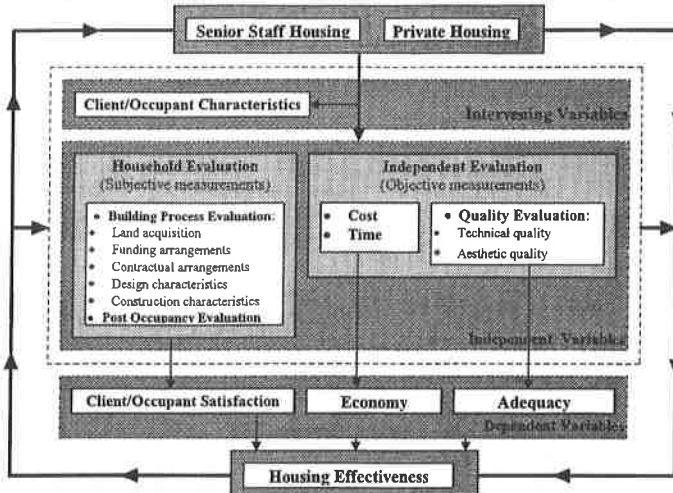 Senior Staff Housing
Private Housing
Client/Occupant Characteristics
Intervening Variables
Household Evaluation
(Subjective measurements)
• Building Process Evaluation:
Land acquisition
Funding arrangements
Contractual arrangements
Design characteristics
Construction characteristics
Post Occupancy Evaluation
Independent Evaluation
(Objective measurements)
• Cost
• Time
• Quality Evaluation:
• Technical quality
• Aesthetic quality
Independent Variables
Client/Occupant Satisfaction
Economy
Adequacy
Dependent Variables
Housing Effectiveness